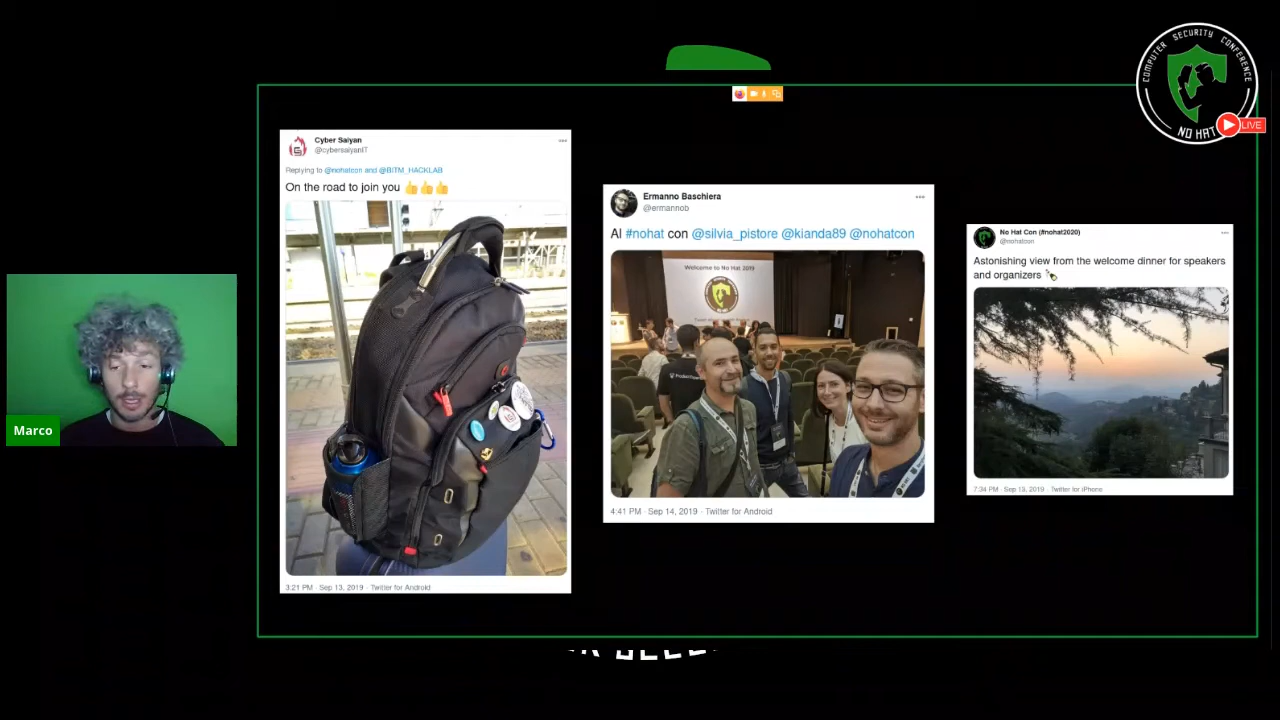 COMPUTER SECURITY CONFERENCE
NO HAT
LIVE
Marco
Cyber Saiyan
@cybersaiyanIT
Replying to @nohatcon and @BITM_HACKLAB
On the road to join you 👍👍👍
3:21 PM · Sep 13, 2019 · Twitter for Android
Ermanno Baschiera
@ermannob
Al #nohat con @silvia_pistore @kianda89 @nohatcon
Welcome to No Hat 2019
4:41 PM · Sep 14, 2019 · Twitter for Android
No Hat Con (#nohat2020)
@nohatcon
Astonishing view from the welcome dinner for speakers
and organizers 🍾
7:34 PM · Sep 13, 2019 · Twitter for iPhone